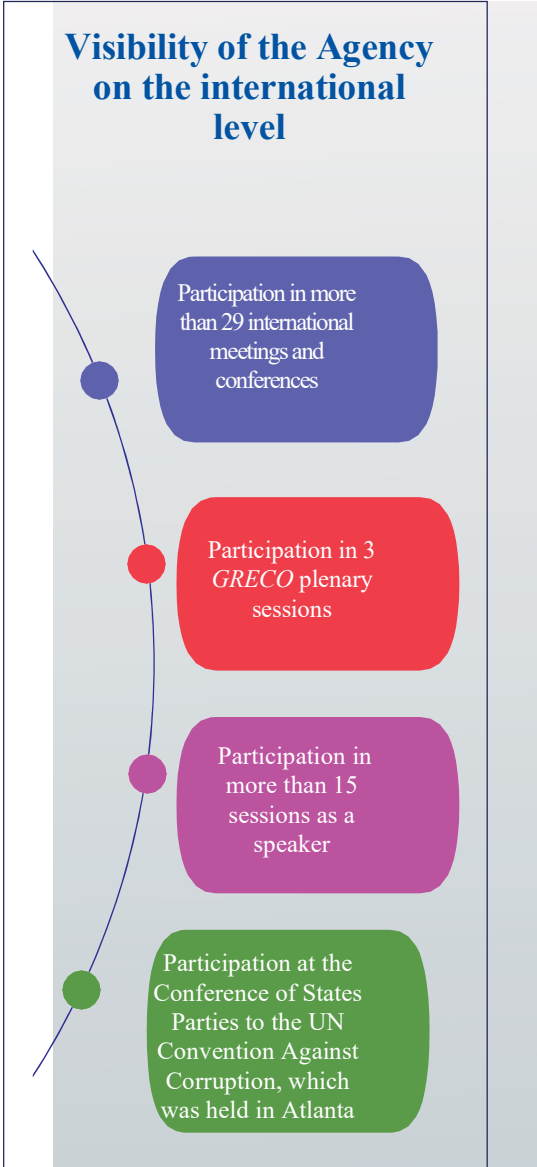 Visibility of the Agency
on the international
level
Participation in more
than 29 international
meetings and
conferences
Participation in 3
GRECO plenary
sessions
Participation in
more than 15
sessions as a
speaker
Participation at the
Conference of States
Parties to the UN
Convention Against
Corruption, which
was held in Atlanta